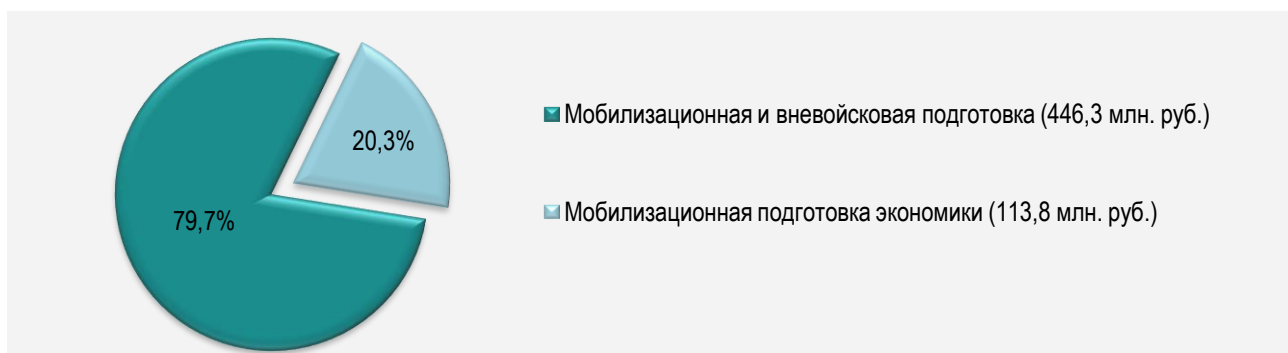 Мобилизационная и вневойсковая подготовка (446,3 млн. руб.)
20,3%
79,7%
Мобилизационная подготовка экономики (113,8 млн. руб.)